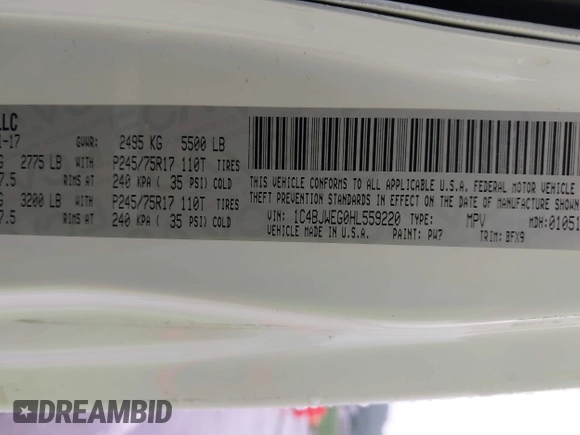 LLC
-17 GVWR: 2495 KG 5500 LB
G 2775 LB WITH P245/75R17 110T TIRES
7.5 RIMS AT 240 KPA ( 35 PSI) COLD
G 3200 LB WITH P245/75R17 110T TIRES
7.5 RIMS AT 240 KPA ( 35 PSI) COLD
THIS VEHICLE CONFORMS TO ALL APPLICABLE U.S.A. FEDERAL MOTOR VEHICLE
THEFT PREVENTION STANDARDS IN EFFECT ON THE DATE OF MANUFACTURE SHOWN
VIN: 1C4BJWEG0HL559220 TYPE: MPV MDH: 01051
VEHICLE MADE IN U.S.A. PAINT: PW7 TRIM: BFX9
DREAMBID